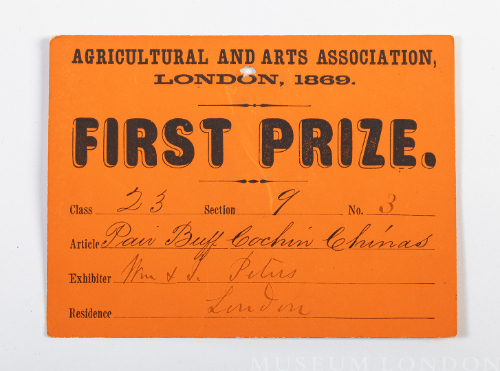 AGRICULTURAL AND ARTS ASSOCIATION,
LONDON, 1869.
FIRST PRIZE.
Class 23 Section 9 No. 3
Article Pair Buff Cochin Chinas
Exhibiter Wm & J. Peters
Residence London
MUSEUM LONDON